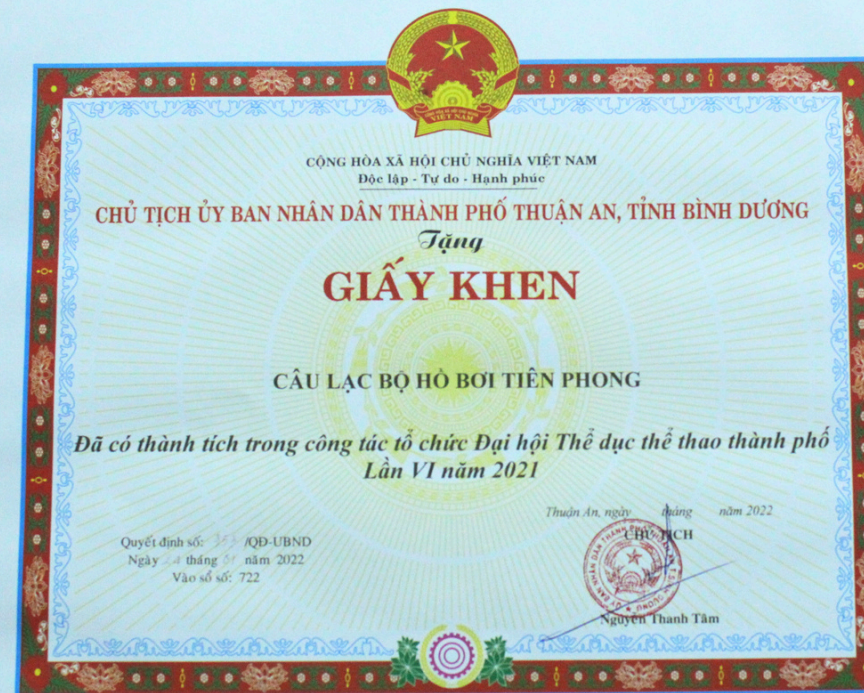 VIỆT NAM
CỘNG HÒA XÃ HỘI CHỦ NGHĨA VIỆT NAM
Độc lập - Tự do - Hạnh phúc
CHỦ TỊCH ỦY BAN NHÂN DÂN THÀNH PHỐ THUẬN AN, TỈNH BÌNH DƯƠNG
Tặng
GIẤY KHEN
CÂU LẠC BỘ HỒ BƠI TIÊN PHONG
Đã có thành tích trong công tác tổ chức Đại hội Thể dục thể thao thành phố
Lần VI năm 2021
Thuận An, ngày tháng năm 2022
CHỦ TỊCH
Quyết định số: /QĐ-UBND
Ngày tháng năm 2022
Vào sổ số: 722
Nguyễn Thanh Tâm